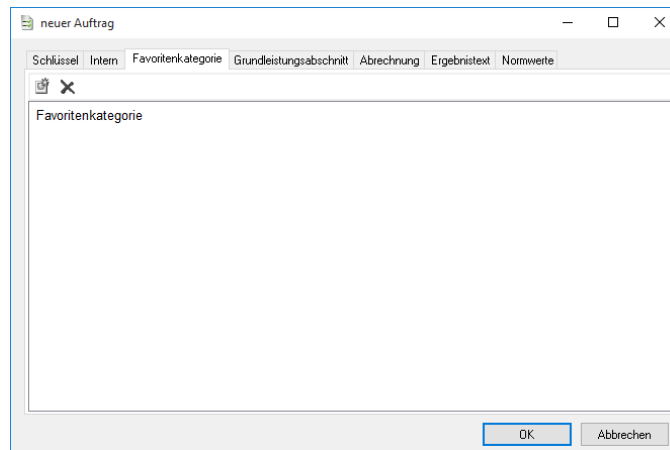 neuer Auftrag
Schlüssel Intern Favoritenkategorie Grundleistungsabschnitt Abrechnung Ergebnistext Normwerte
Favoritenkategorie
OK Abbrechen